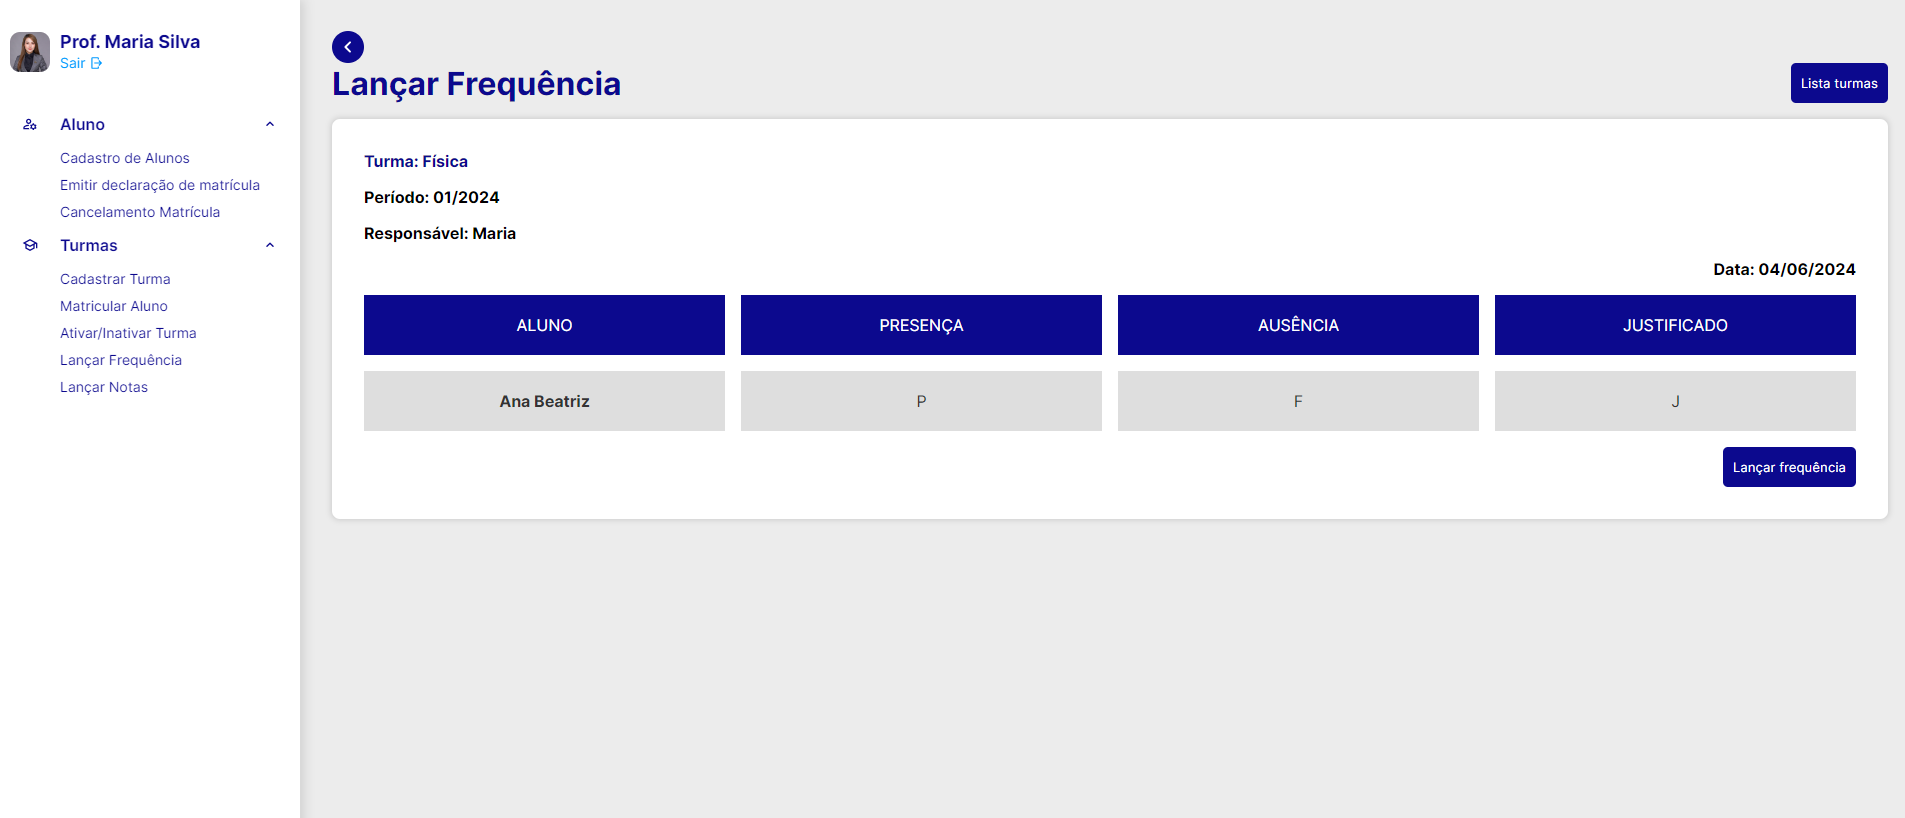 Prof. Maria Silva
Sair
Aluno
Cadastro de Alunos
Emitir declaração de matrícula
Cancelamento Matrícula
Turmas
Cadastrar Turma
Matricular Aluno
Ativar/Inativar Turma
Lançar Frequência
Lançar Notas
Lançar Frequência
Lista turmas
Turma: Física
Período: 01/2024
Responsável: Maria
Data: 04/06/2024
ALUNO PRESENÇA AUSÊNCIA JUSTIFICADO
Ana Beatriz P F J
Lançar frequência